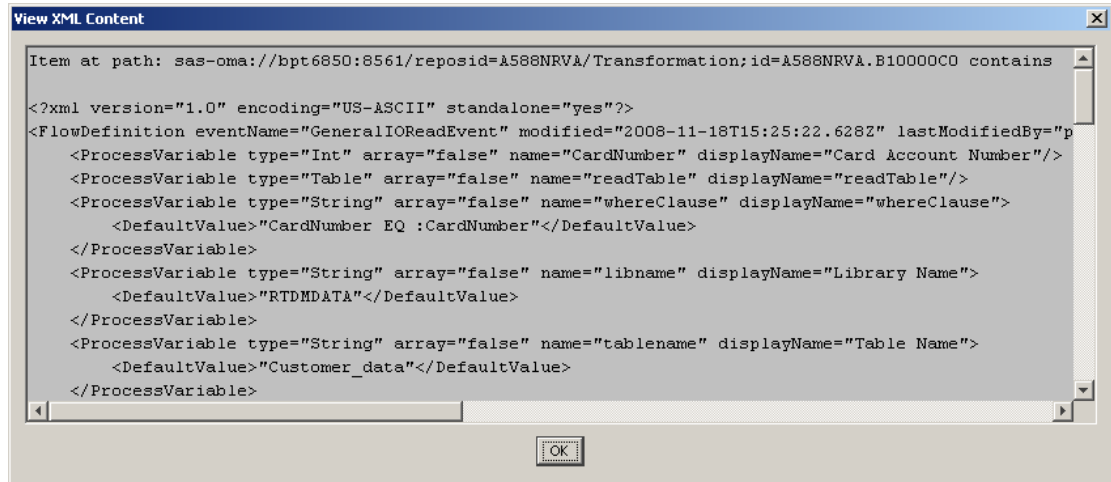 View XML Content
Item at path: sas-oma://bpt6850:8561/reposid=A588NRVA/Transformation;id=A588NRVA.B10000C0 contains
<?xml version="1.0" encoding="US-ASCII" standalone="yes"?>
<FlowDefinition eventName="GeneralIOReadEvent" modified="2008-11-18T15:25:22.628Z" lastModifiedBy="p
<ProcessVariable type="Int" array="false" name="CardNumber" displayName="Card Account Number"/>
<ProcessVariable type="Table" array="false" name="readTable" displayName="readTable"/>
<ProcessVariable type="String" array="false" name="whereClause" displayName="whereClause">
<DefaultValue>"CardNumber EQ :CardNumber"</DefaultValue>
</ProcessVariable>
<ProcessVariable type="String" array="false" name="libname" displayName="Library Name">
<DefaultValue>"RTDMDATA"</DefaultValue>
</ProcessVariable>
<ProcessVariable type="String" array="false" name="tablename" displayName="Table Name">
<DefaultValue>"Customer_data"</DefaultValue>
</ProcessVariable>
OK